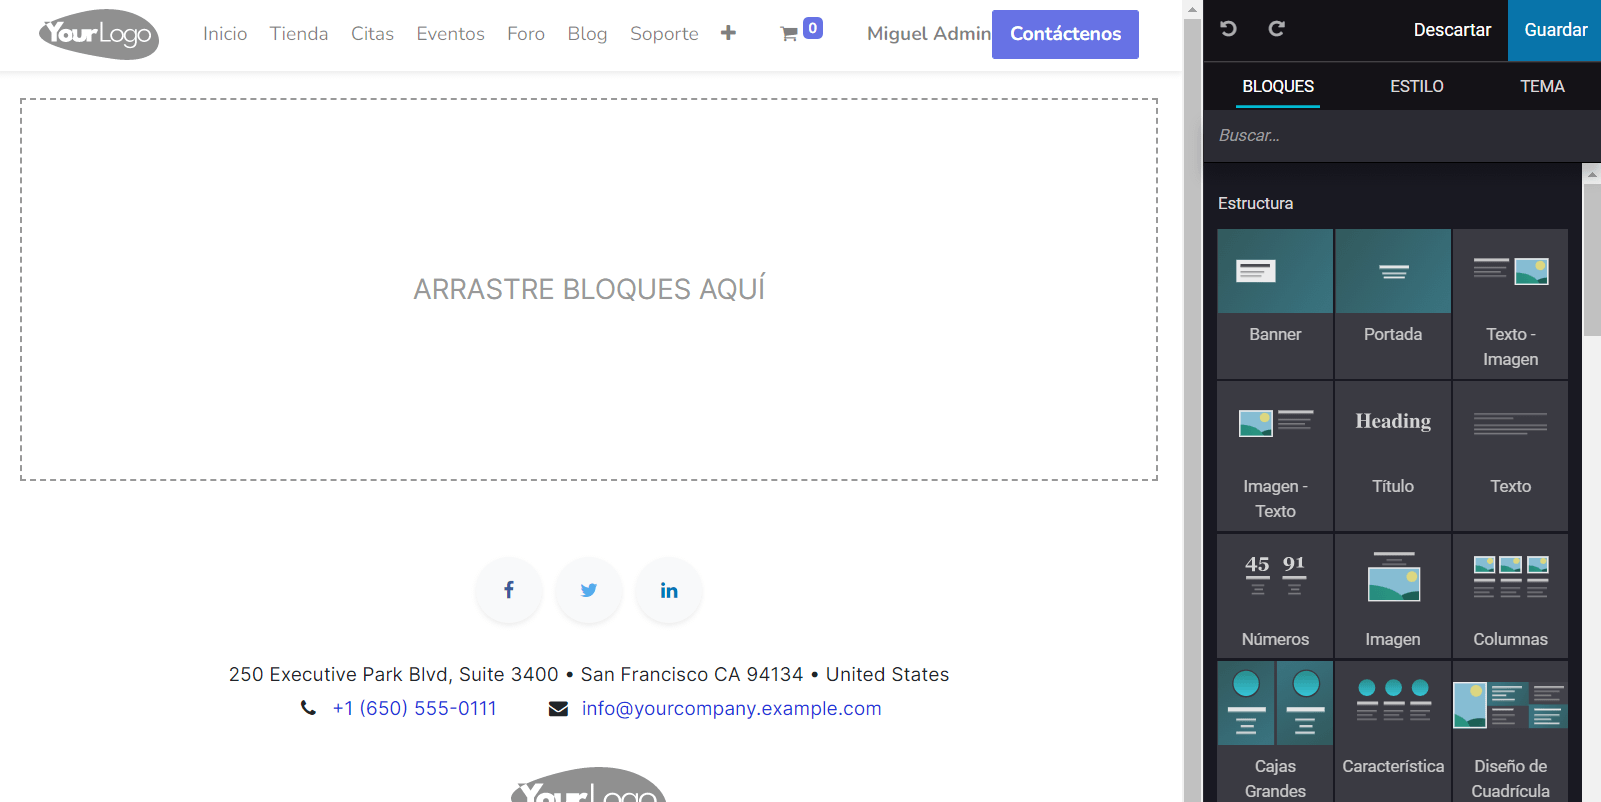 YourLogo Inicio Tienda Citas Eventos Foro Blog Soporte 0 Miguel Admin Contáctenos
ARRASTRE BLOQUES AQUÍ
250 Executive Park Blvd, Suite 3400 • San Francisco CA 94134 • United States
+1 (650) 555-0111 info@yourcompany.example.com
YourLogo
Descartar Guardar
BLOQUES ESTILO TEMA
Buscar...
Estructura
Banner
Portada
Texto -
Imagen
Imagen -
Texto
Heading
Título
Texto
45 91
Números
Imagen
Columnas
Cajas
Grandes
Característica
Diseño de
Cuadrícula